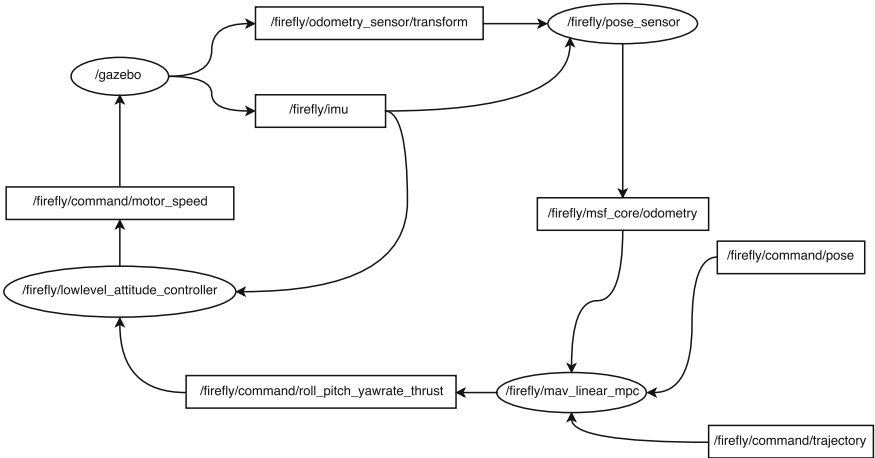 /firefly/odometry_sensor/transform
/firefly/pose_sensor
/gazebo
/firefly/imu
/firefly/command/motor_speed
/firefly/msf_core/odometry
/firefly/command/pose
/firefly/lowlevel_attitude_controller
/firefly/command/roll_pitch_yawrate_thrust
/firefly/mav_linear_mpc
/firefly/command/trajectory